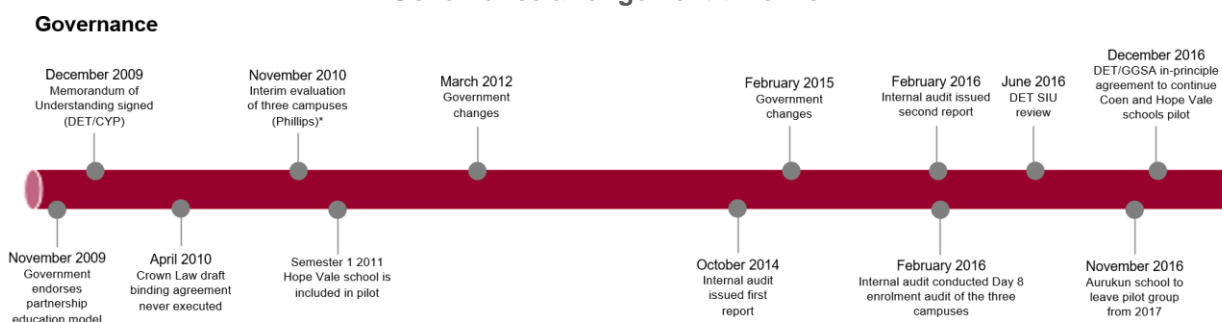 Governance
December 2009
Memorandum of
Understanding signed
(DET/CYP)
November 2010
Interim evaluation
of three campuses
(Phillips)*
March 2012
Government
changes
February 2015
Government
changes
February 2016
Internal audit issued
second report
June 2016
DET SIU
review
December 2016
DET/GGSA in-principle
agreement to continue
Coen and Hope Vale
schools pilot
November 2009
Government
endorses
partnership
education model
April 2010
Crown Law draft
binding agreement
never executed
Semester 1 2011
Hope Vale school is
included in pilot
October 2014
Internal audit
issued first
report
February 2016
Internal audit conducted Day 8
enrolment audit of the three
campuses
November 2016
Aurukun school to
leave pilot group
from 2017